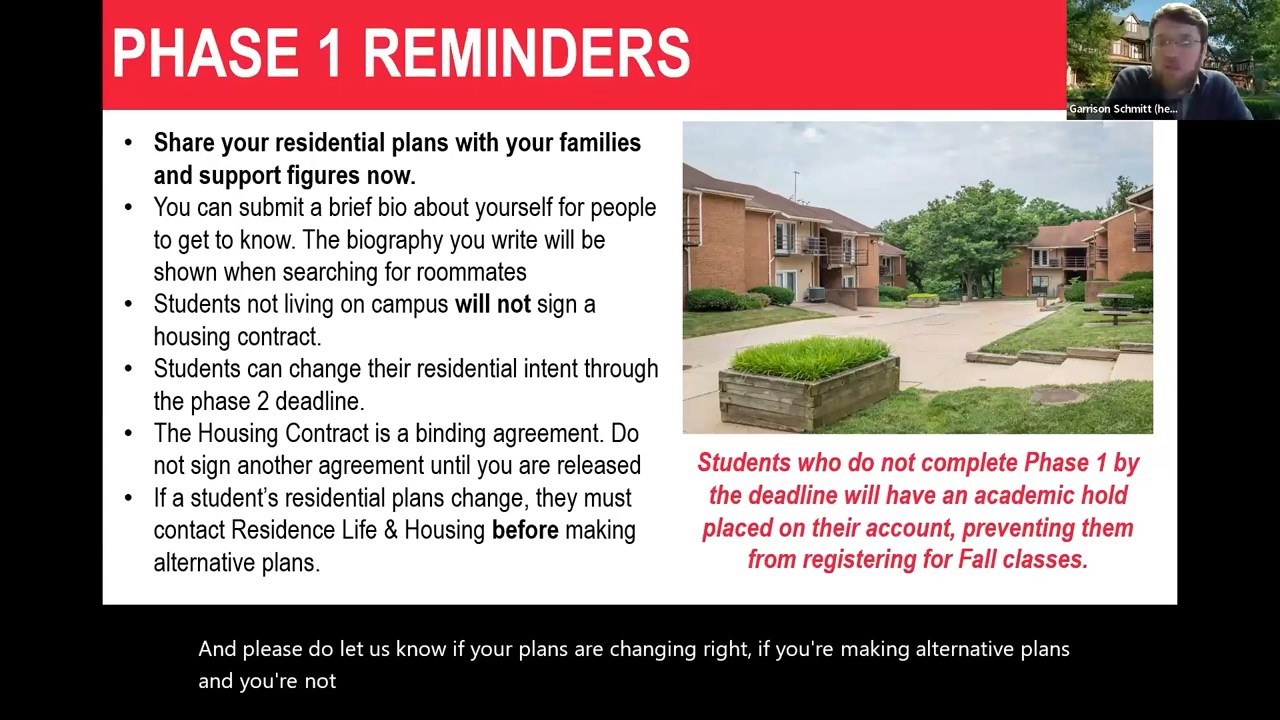 PHASE 1 REMINDERS
Garrison Schmitt (he...
• Share your residential plans with your families
and support figures now.
• You can submit a brief bio about yourself for people
to get to know. The biography you write will be
shown when searching for roommates
• Students not living on campus will not sign a
housing contract.
• Students can change their residential intent through
the phase 2 deadline.
• The Housing Contract is a binding agreement. Do
not sign another agreement until you are released
• If a student’s residential plans change, they must
contact Residence Life & Housing before making
alternative plans.
Students who do not complete Phase 1 by
the deadline will have an academic hold
placed on their account, preventing them
from registering for Fall classes.
And please do let us know if your plans are changing right, if you're making alternative plans
and you're not